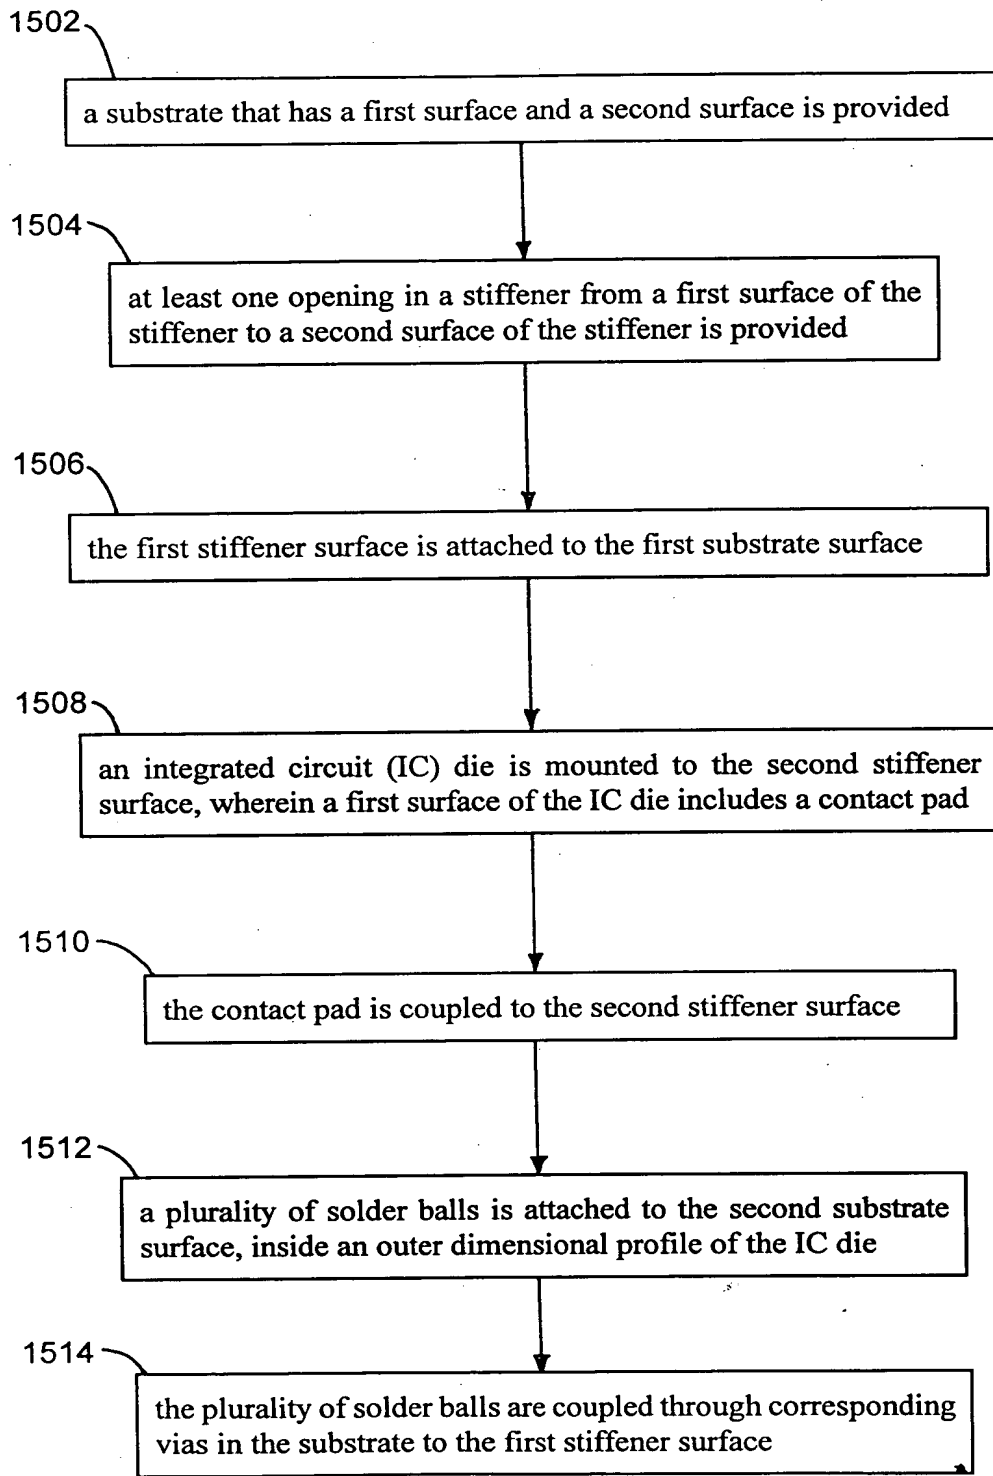 1502
a substrate that has a first surface and a second surface is provided
1504
at least one opening in a stiffener from a first surface of the
stiffener to a second surface of the stiffener is provided
1506
the first stiffener surface is attached to the first substrate surface
1508
an integrated circuit (IC) die is mounted to the second stiffener
surface, wherein a first surface of the IC die includes a contact pad
1510
the contact pad is coupled to the second stiffener surface
1512
a plurality of solder balls is attached to the second substrate
surface, inside an outer dimensional profile of the IC die
1514
the plurality of solder balls are coupled through corresponding
vias in the substrate to the first stiffener surface